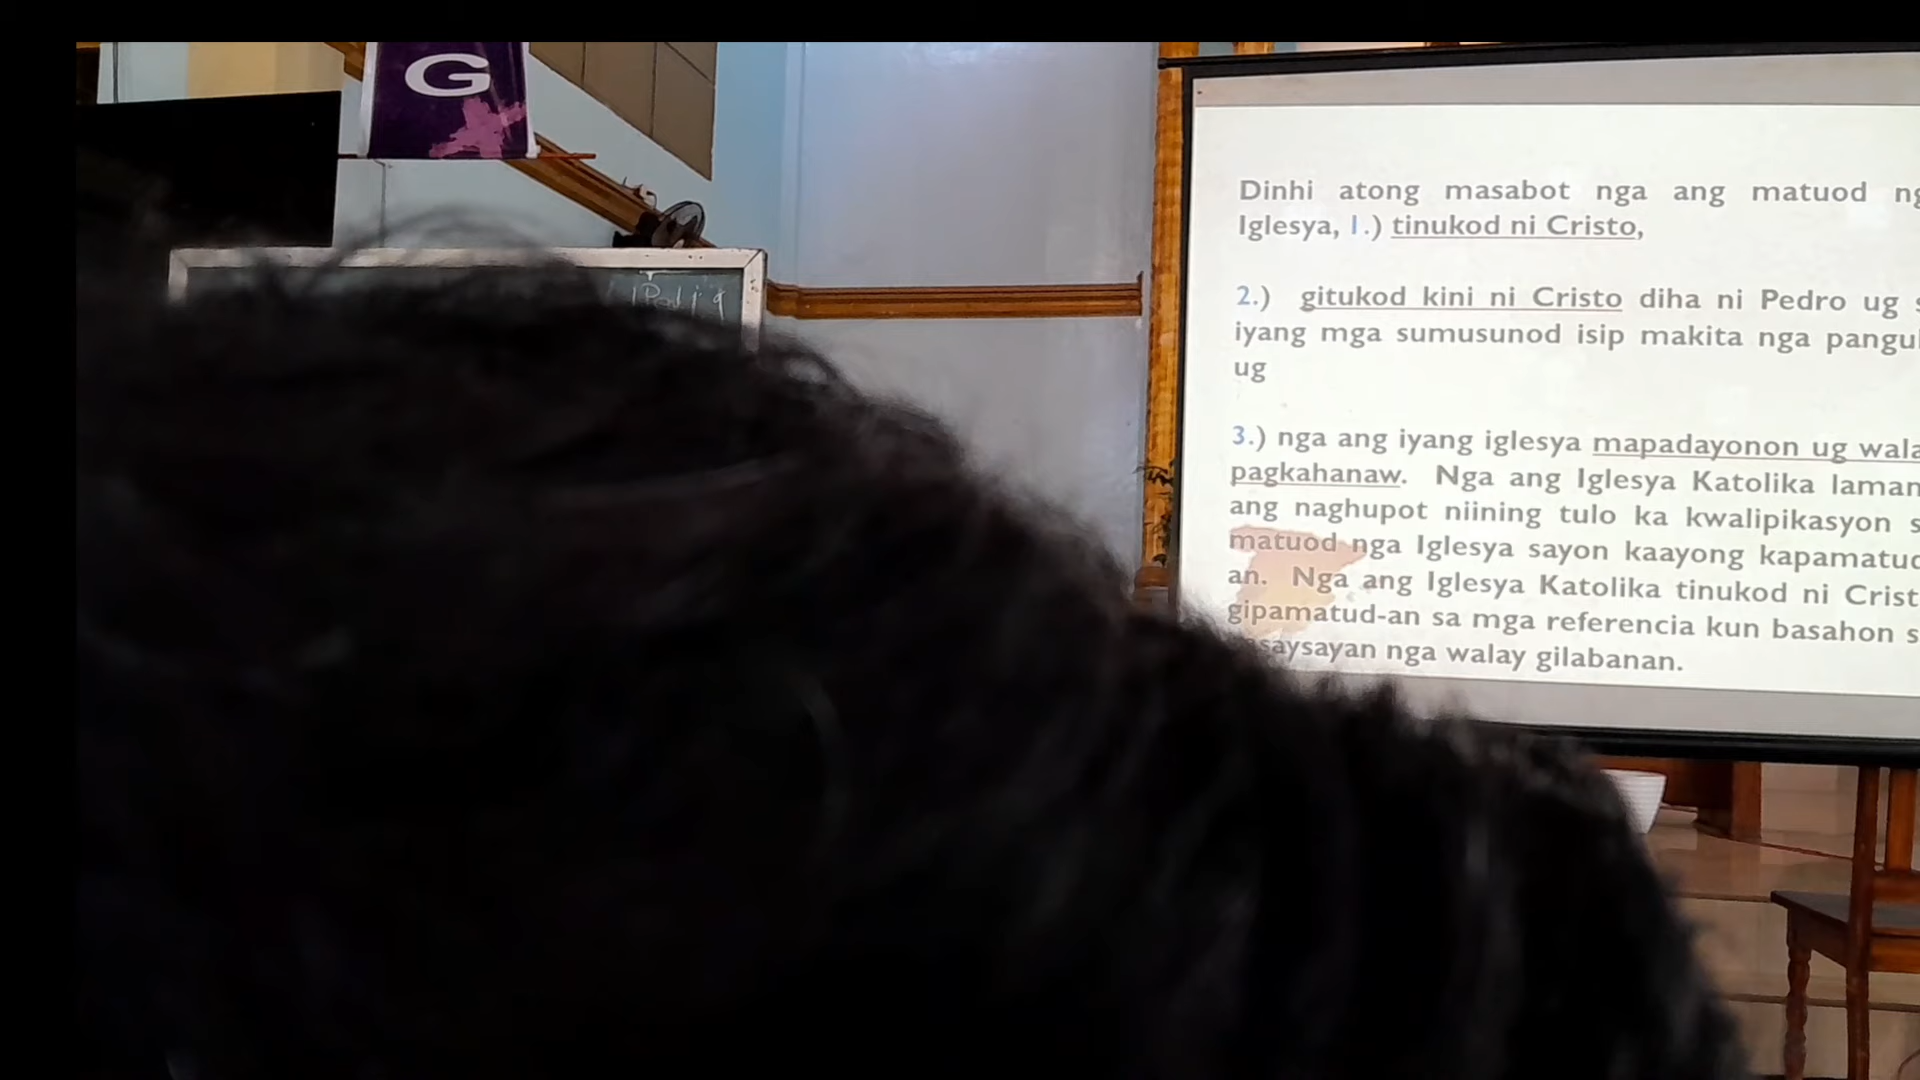 G
Dinhi atong masabot nga ang matuod
Iglesya, 1.) tinukod ni Cristo,
2.) gitukod kini ni Cristo diha ni Pedro ug
iyang mga sumusunod isip makita nga
ug
3.) nga ang iyang iglesya mapadayonon ug
pagkahanaw. Nga ang Iglesya Katolika
ang naghupot niining tulo ka kwalipikasyon
matuod nga Iglesya sayon kaayong
an. Nga ang Iglesya Katolika tinukod ni
gipamatud-an sa mga referencia kun basahon
nga walay gilabanan.